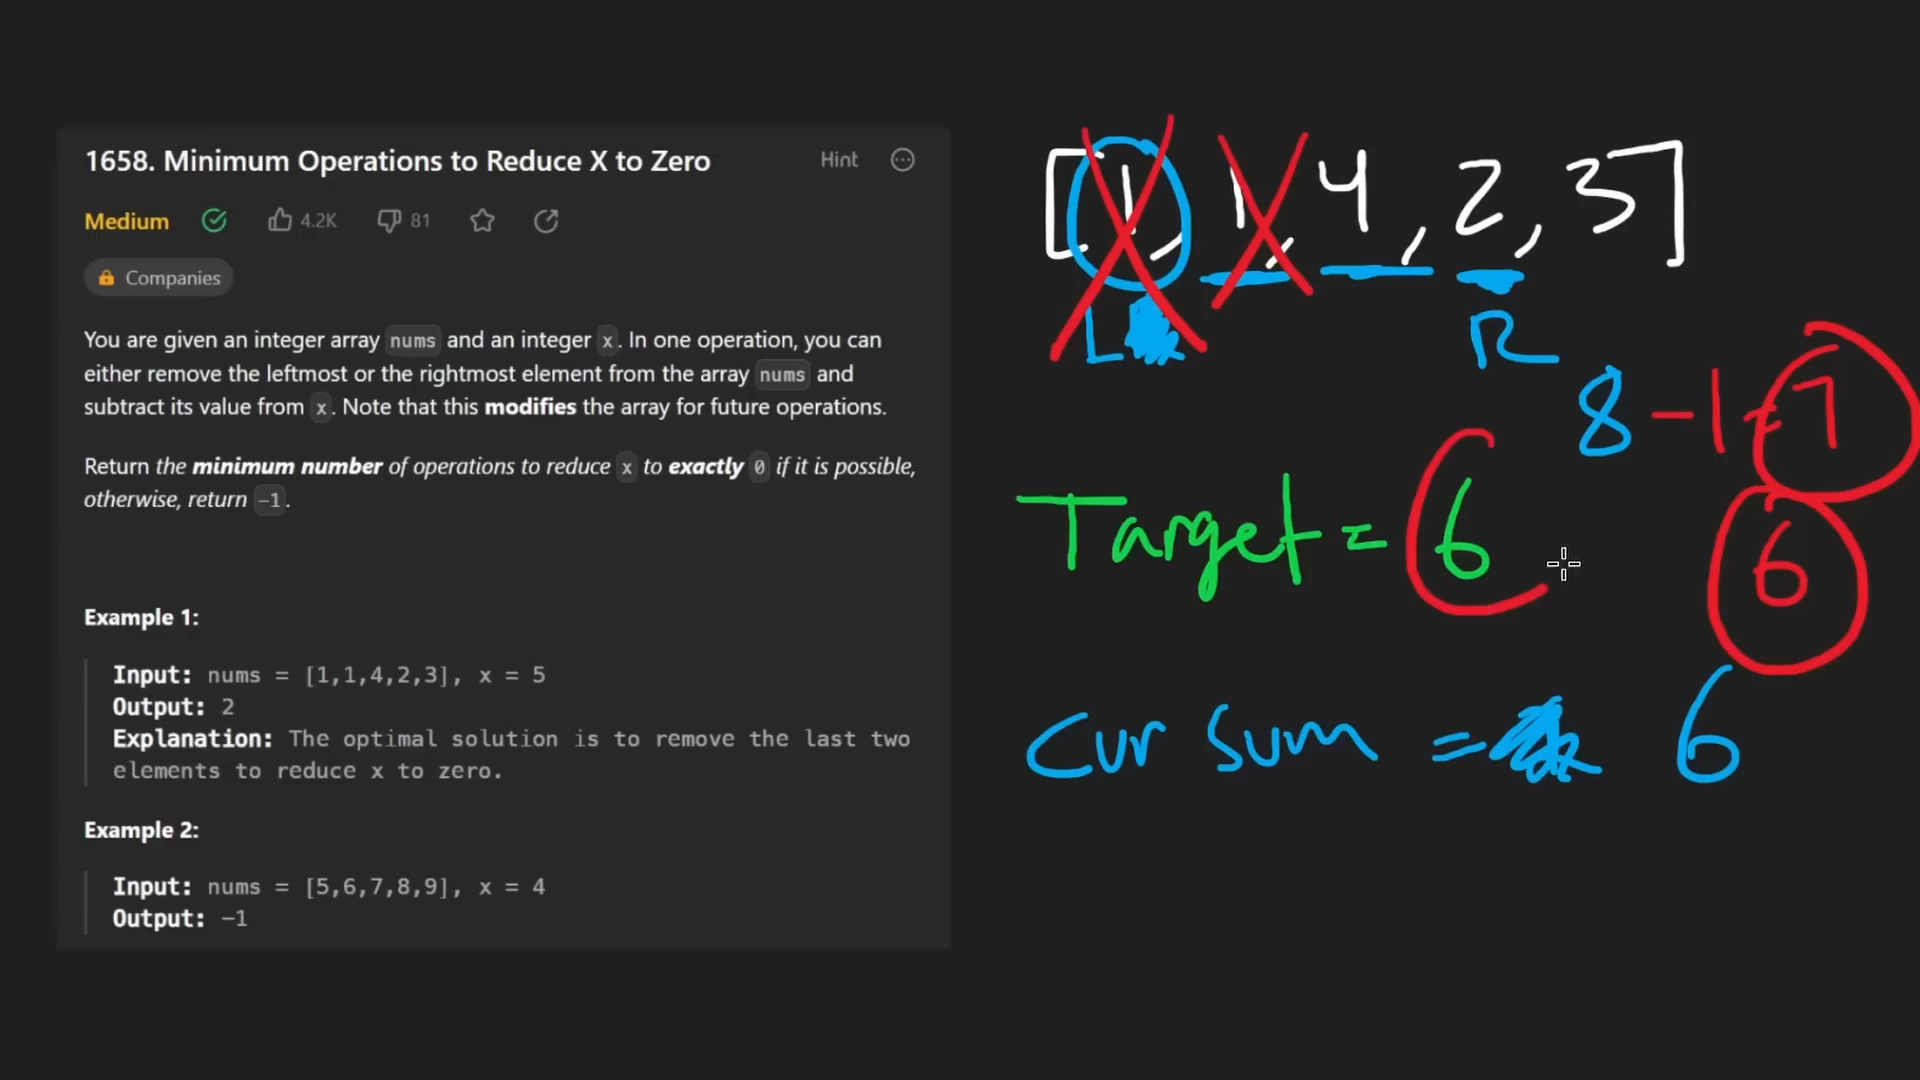 1658. Minimum Operations to Reduce X to Zero
Hint
Medium 4.2K 81
Companies
You are given an integer array nums and an integer x. In one operation, you can
either remove the leftmost or the rightmost element from the array nums and
subtract its value from x. Note that this modifies the array for future operations.
Return the minimum number of operations to reduce x to exactly 0 if it is possible,
otherwise, return -1.
Example 1:
Input: nums = [1,1,4,2,3], x = 5
Output: 2
Explanation: The optimal solution is to remove the last two
elements to reduce x to zero.
Example 2:
Input: nums = [5,6,7,8,9], x = 4
Output: -1
[1, 1, 4, 2, 3]
L R
8 - 1 = 7
Target = 6
6
Cur Sum = 6